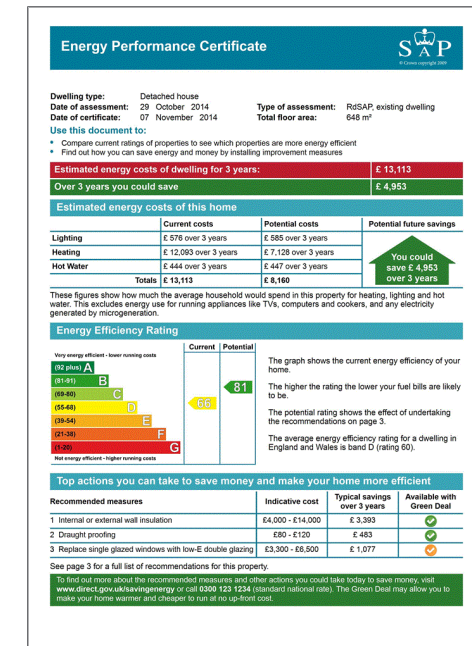 Energy Performance Certificate
SAP
© Crown copyright 2009
Dwelling type: Detached house
Date of assessment: 29 October 2014 Type of assessment: RdSAP, existing dwelling
Date of certificate: 07 November 2014 Total floor area: 648 m²
Use this document to:
• Compare current ratings of properties to see which properties are more energy efficient
• Find out how you can save energy and money by installing improvement measures
Estimated energy costs of dwelling for 3 years: £ 13,113
Over 3 years you could save £ 4,953
Estimated energy costs of this home
Current costs Potential costs Potential future savings
Lighting £ 576 over 3 years £ 585 over 3 years
Heating £ 12,093 over 3 years £ 7,128 over 3 years
Hot Water £ 444 over 3 years £ 447 over 3 years
Totals £ 13,113 £ 8,160
You could
save £ 4,953
over 3 years
These figures show how much the average household would spend in this property for heating, lighting and hot
water. This excludes energy use for running appliances like TVs, computers and cookers, and any electricity
generated by microgeneration.
Energy Efficiency Rating
Current Potential
Very energy efficient - lower running costs
(92 plus) A
(81-91) B
(69-80) C
(55-68) D
(39-54) E
(21-38) F
(1-20) G
Not energy efficient - higher running costs
66
81
The graph shows the current energy efficiency of your
home.
The higher the rating the lower your fuel bills are likely
to be.
The potential rating shows the effect of undertaking
the recommendations on page 3.
The average energy efficiency rating for a dwelling in
England and Wales is band D (rating 60).
Top actions you can take to save money and make your home more efficient
Recommended measures Indicative cost Typical savings over 3 years Available with Green Deal
1 Internal or external wall insulation £4,000 - £14,000 £ 3,393
2 Draught proofing £80 - £120 £ 483
3 Replace single glazed windows with low-E double glazing £3,300 - £6,500 £ 1,077
See page 3 for a full list of recommendations for this property.
To find out more about the recommended measures and other actions you could take today to save money, visit
www.direct.gov.uk/savingenergy or call 0300 123 1234 (standard national rate). The Green Deal may allow you to
make your home warmer and cheaper to run at no up-front cost.